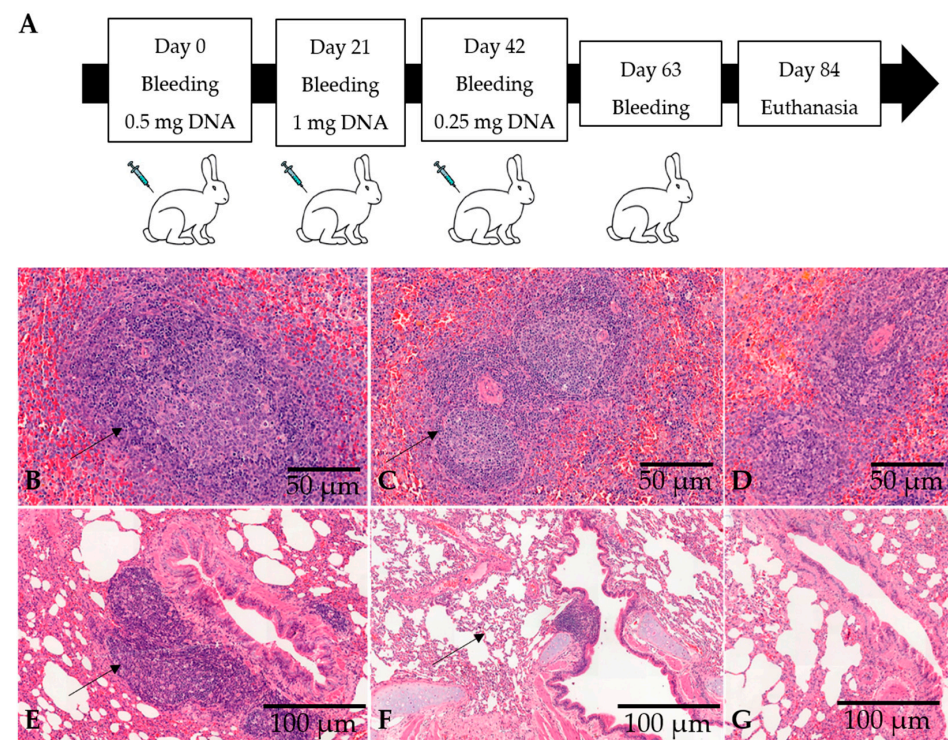 A
Day 0
Bleeding
0.5 mg DNA
Day 21
Bleeding
1 mg DNA
Day 42
Bleeding
0.25 mg DNA
Day 63
Bleeding
Day 84
Euthanasia
B
50 µm
C
50 µm
D
50 µm
E
100 µm
F
100 µm
G
100 µm